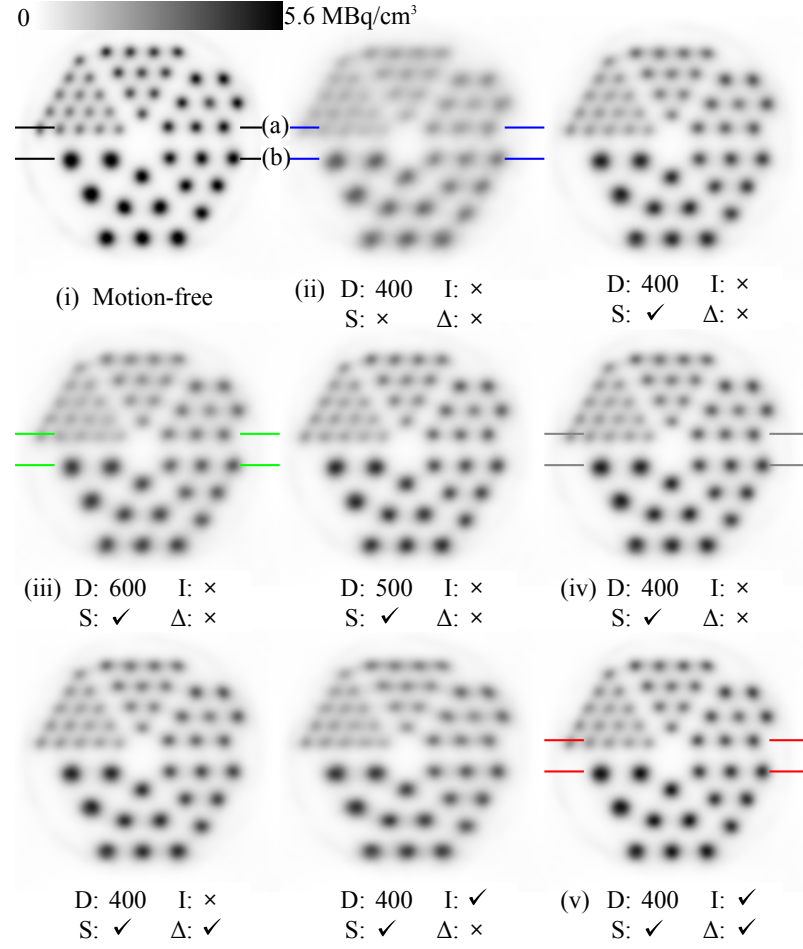 0 5.6 MBq/cm³
(a)
(b)
(i) Motion-free
(ii) D: 400 I: ×
S: × Δ: ×
D: 400 I: ×
S: ✓ Δ: ×
(iii) D: 600 I: ×
S: ✓ Δ: ×
D: 500 I: ×
S: ✓ Δ: ×
(iv) D: 400 I: ×
S: ✓ Δ: ×
D: 400 I: ×
S: ✓ Δ: ✓
D: 400 I: ✓
S: ✓ Δ: ×
(v) D: 400 I: ✓
S: ✓ Δ: ✓